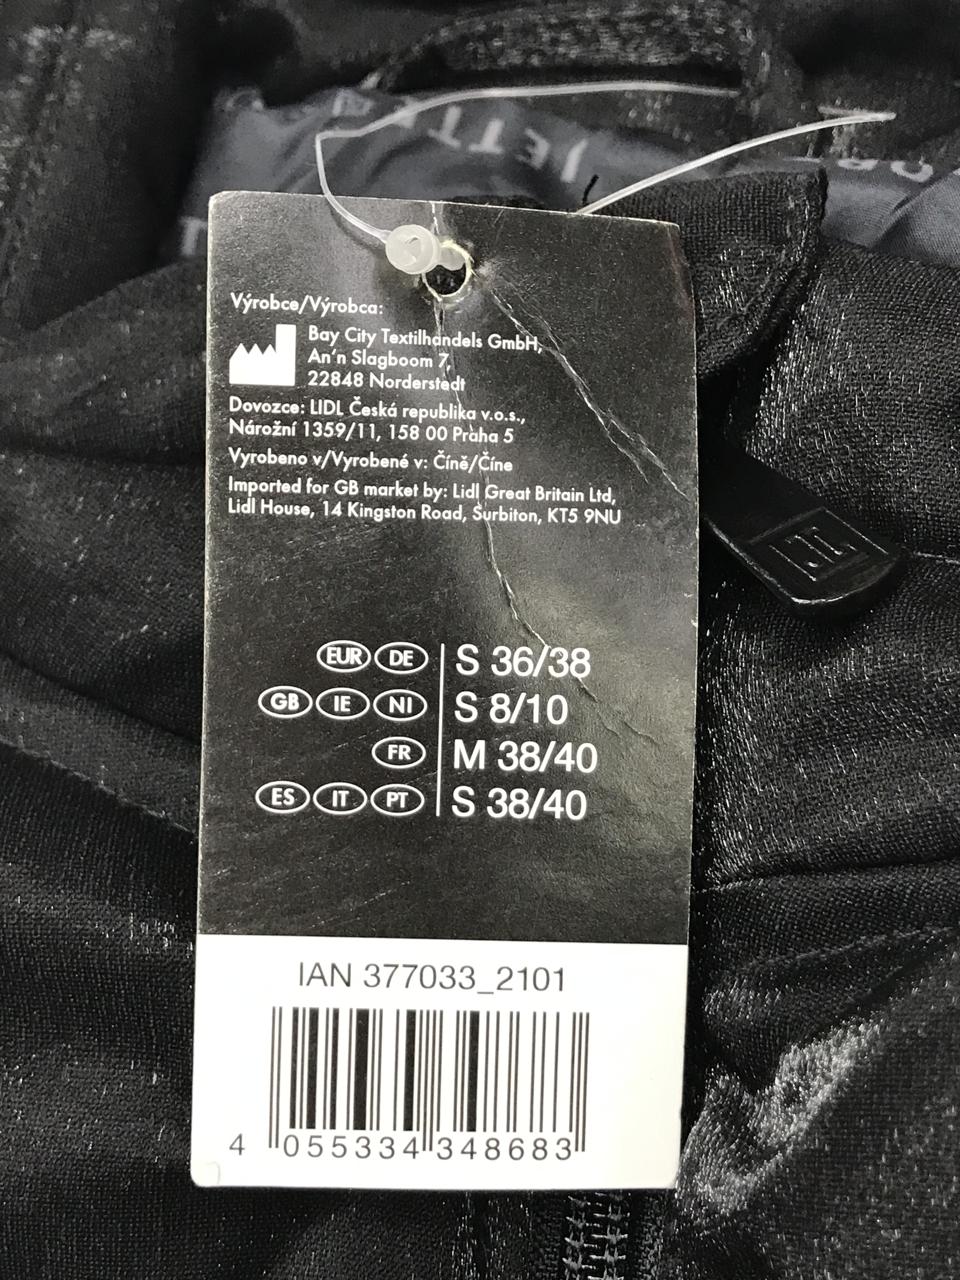 JETTE
Výrobce/Výrobca:
Bay City Textilhandels GmbH,
An'n Slagboom 7,
22848 Norderstedt
Dovozce: LIDL Česká republika v.o.s.,
Nárožní 1359/11, 158 00 Praha 5
Vyrobeno v/Vyrobené v: Číně/Číne
Imported for GB market by: Lidl Great Britain Ltd,
Lidl House, 14 Kingston Road, Surbiton, KT5 9NU
EUR DE S 36/38
GB IE NI S 8/10
FR M 38/40
ES IT PT S 38/40
IAN 377033_2101
4 055334 348683